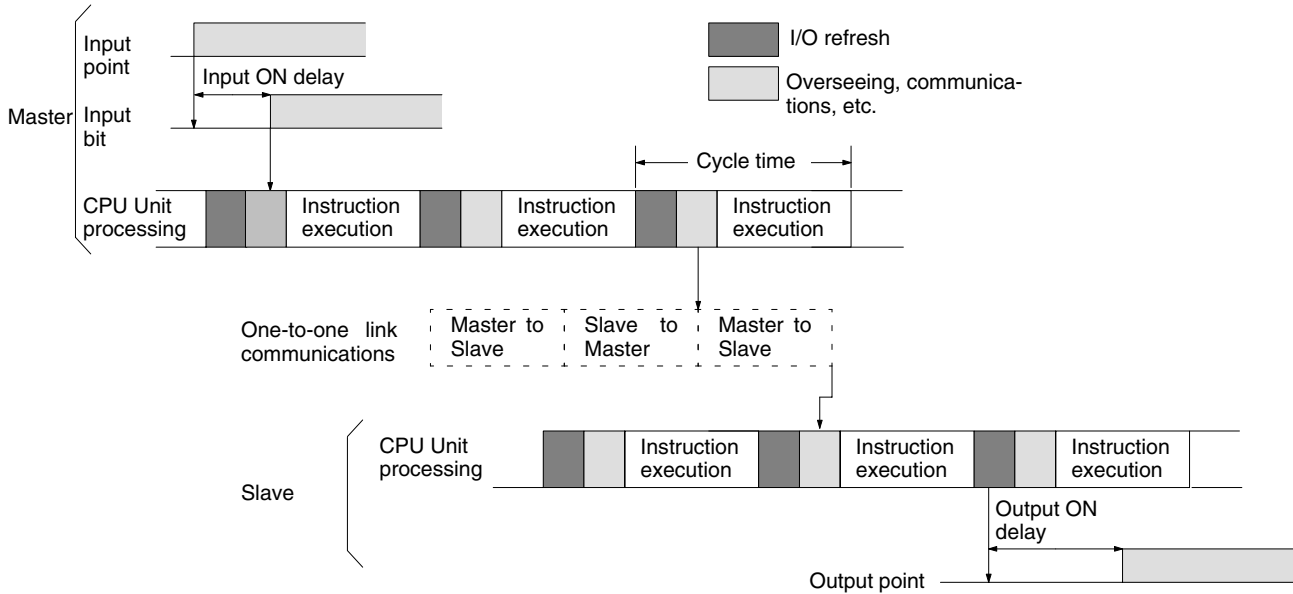 Input
point
Input ON delay
Master
Input
bit
I/O refresh
Overseeing, communica-
tions, etc.
Cycle time
CPU Unit
processing
Instruction
execution
Instruction
execution
Instruction
execution
One-to-one link
communications
Master to
Slave
Slave to
Master
Master to
Slave
Slave
CPU Unit
processing
Instruction
execution
Instruction
execution
Instruction
execution
Output ON
delay
Output point